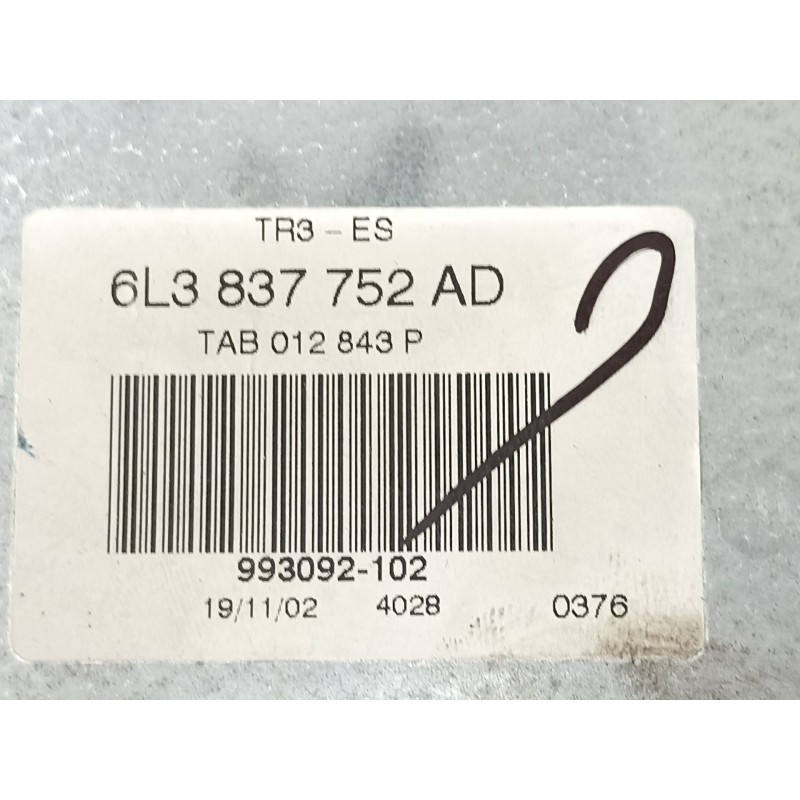 TR3 - ES
6L3 837 752 AD
TAB 012 843 P
993092-102
19/11/02 4028 0376